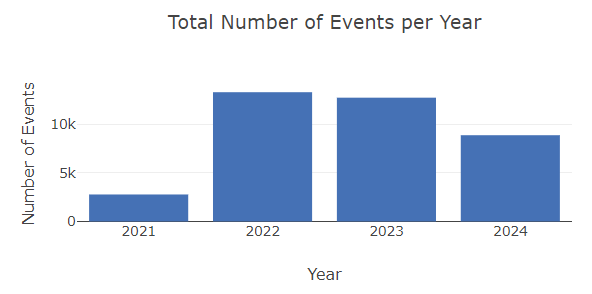 Total Number of Events per Year
Number of Events
10k
5k
0
2021 2022 2023 2024
Year